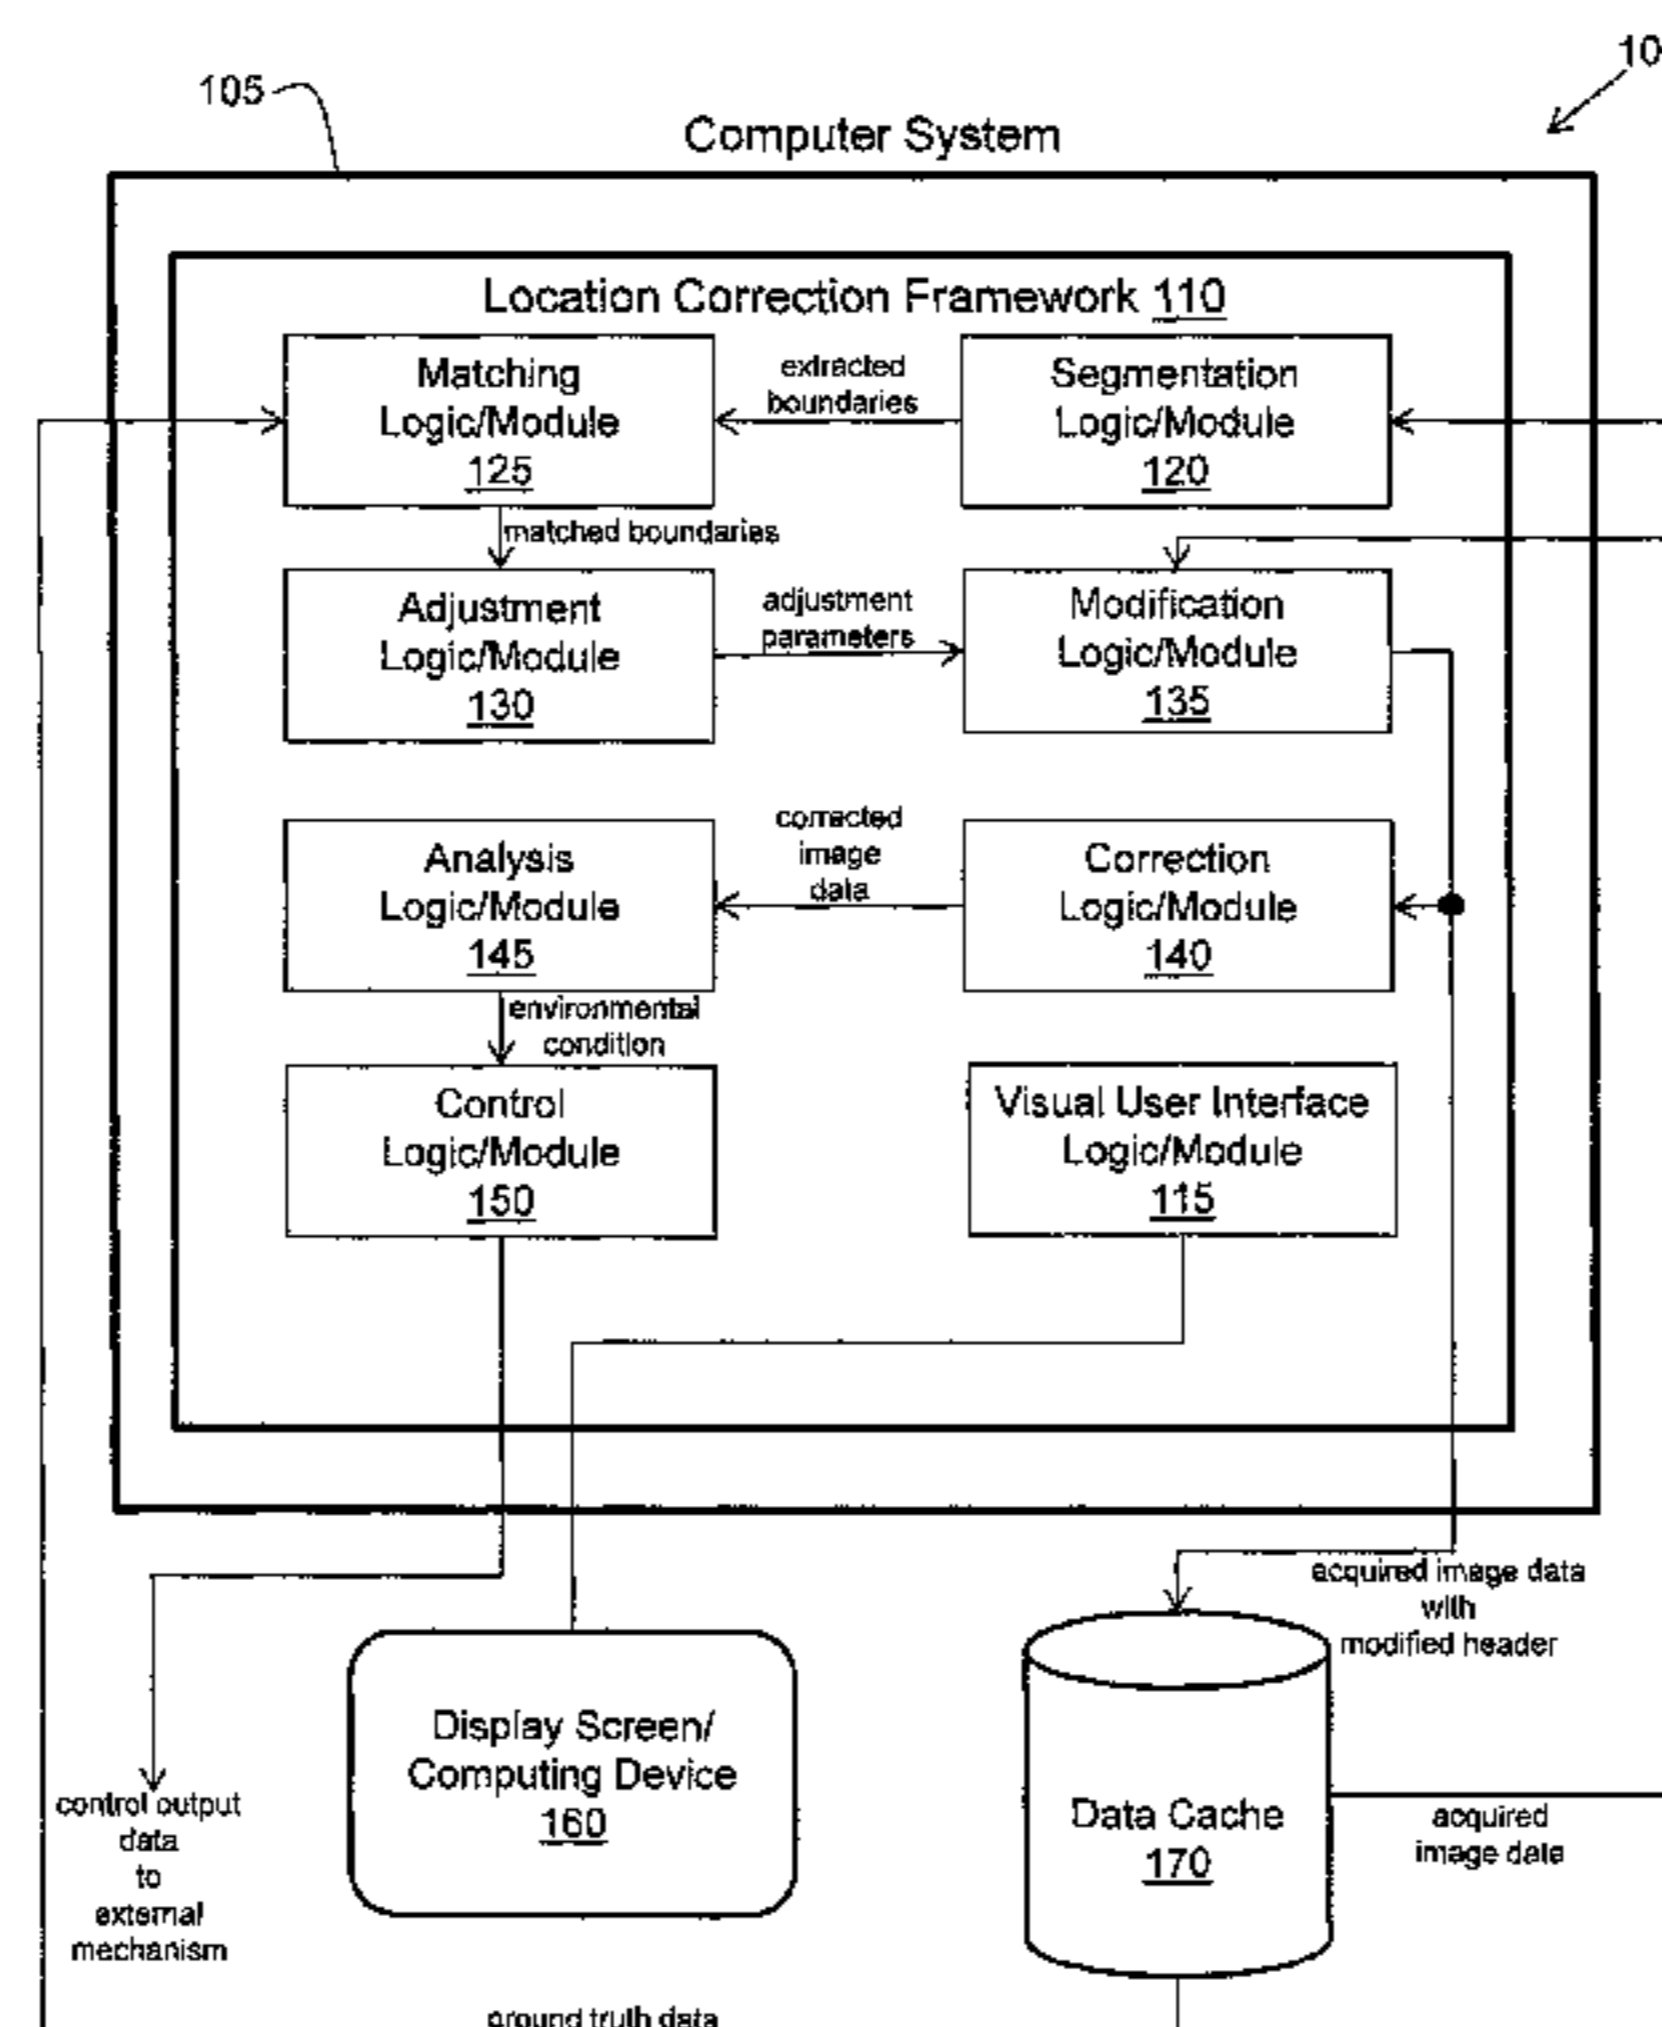 10
105
Computer System
Location Correction Framework 110
Matching
Logic/Module
125
extracted
boundaries
Segmentation
Logic/Module
120
matched boundaries
Adjustment
Logic/Module
130
adjustment
parameters
Modification
Logic/Module
135
Analysis
Logic/Module
145
corrected
image
data
Correction
Logic/Module
140
environmental
condition
Control
Logic/Module
150
Visual User Interface
Logic/Module
115
acquired image data
with
modified header
Display Screen/
Computing Device
160
Data Cache
170
acquired
image data
control output
data
to
external
mechanism
ground truth data